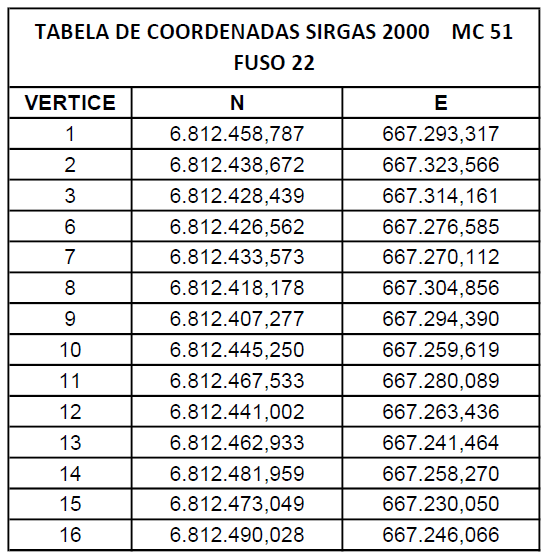 TABELA DE COORDENADAS SIRGAS 2000 MC 51
FUSO 22
VERTICE N E
1 6.812.458,787 667.293,317
2 6.812.438,672 667.323,566
3 6.812.428,439 667.314,161
6 6.812.426,562 667.276,585
7 6.812.433,573 667.270,112
8 6.812.418,178 667.304,856
9 6.812.407,277 667.294,390
10 6.812.445,250 667.259,619
11 6.812.467,533 667.280,089
12 6.812.441,002 667.263,436
13 6.812.462,933 667.241,464
14 6.812.481,959 667.258,270
15 6.812.473,049 667.230,050
16 6.812.490,028 667.246,066